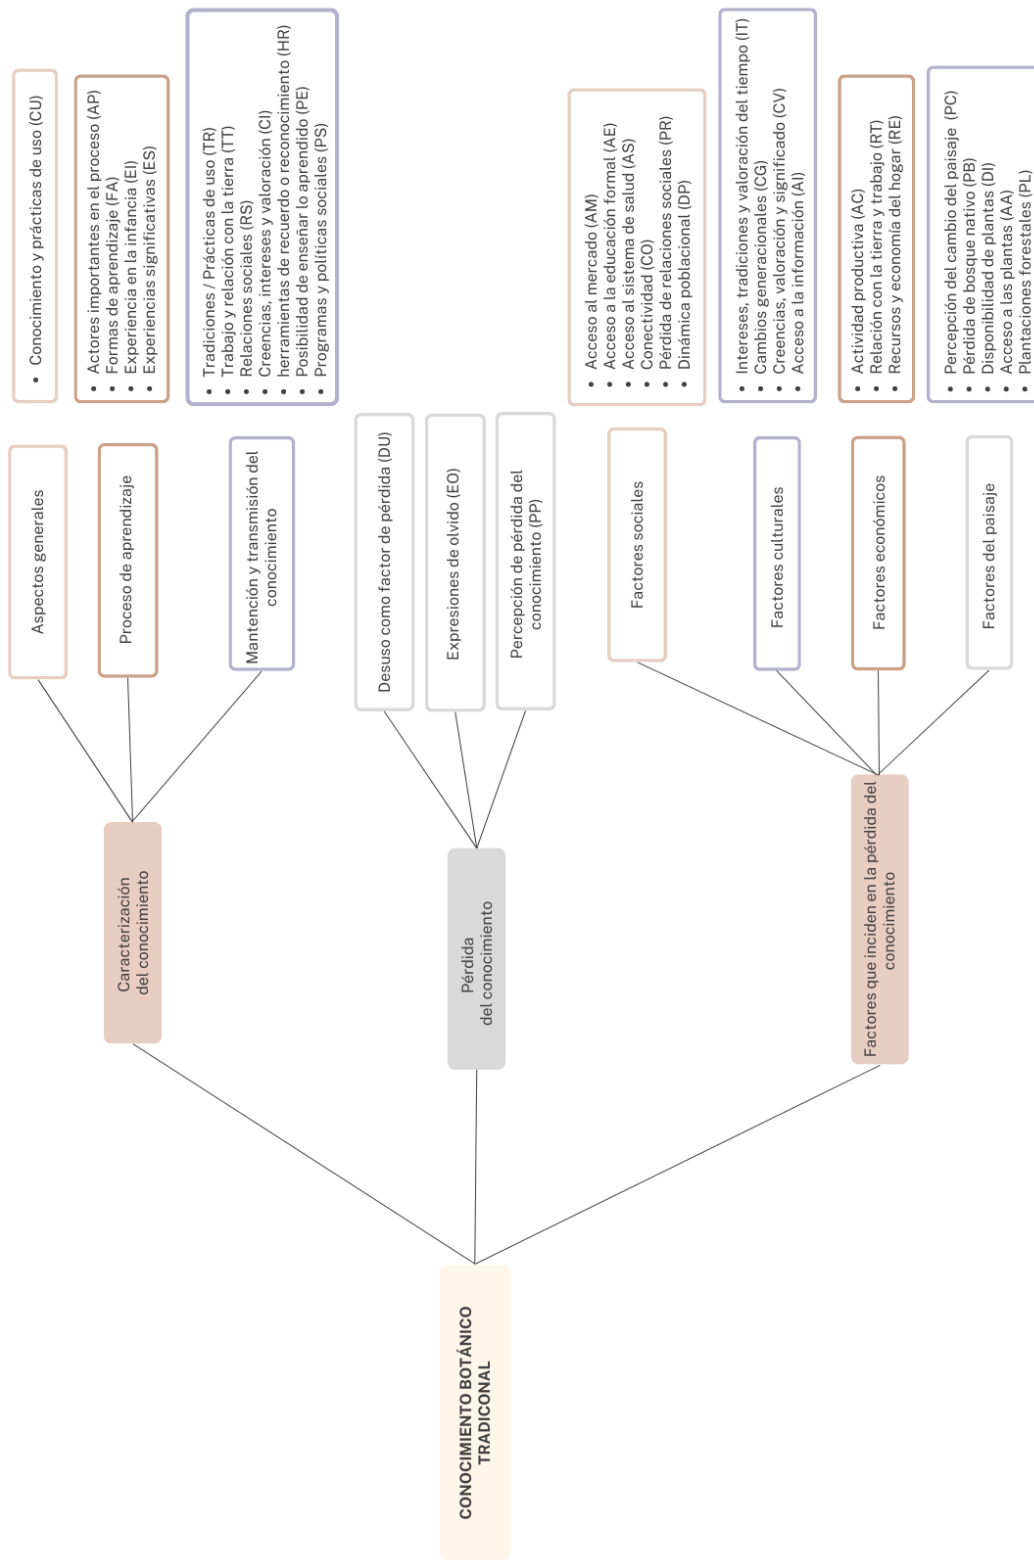 CONOCIMIENTO BOTÁNICO
TRADICONAL
Caracterización
del conocimiento
Aspectos generales
• Conocimiento y prácticas de uso (CU)
Proceso de aprendizaje
• Actores importantes en el proceso (AP)
• Formas de aprendizaje (FA)
• Experiencia en la infancia (EI)
• Experiencias significativas (ES)
Mantención y transmisión del
conocimiento
• Tradiciones / Prácticas de uso (TR)
• Trabajo y relación con la tierra (TT)
• Relaciones sociales (RS)
• Creencias, intereses y valoración (CI)
• herramientas de recuerdo o reconocimiento (HR)
• Posibilidad de enseñar lo aprendido (PE)
• Programas y políticas sociales (PS)
Pérdida
del conocimiento
Desuso como factor de pérdida (DU)
Expresiones de olvido (EO)
Percepción de pérdida del
conocimiento (PP)
Factores que inciden en la pérdida del
conocimiento
Factores sociales
• Acceso al mercado (AM)
• Acceso a la educación formal (AE)
• Acceso al sistema de salud (AS)
• Conectividad (CO)
• Pérdida de relaciones sociales (PR)
• Dinámica poblacional (DP)
Factores culturales
• Intereses, tradiciones y valoración del tiempo (IT)
• Cambios generacionales (CG)
• Creencias, valoración y significado (CV)
• Acceso a la información (AI)
Factores económicos
• Actividad productiva (AC)
• Relación con la tierra y trabajo (RT)
• Recursos y economía del hogar (RE)
Factores del paisaje
• Percepción del cambio del paisaje (PC)
• Pérdida de bosque nativo (PB)
• Disponibilidad de plantas (DI)
• Acceso a las plantas (AA)
• Plantaciones forestales (PL)